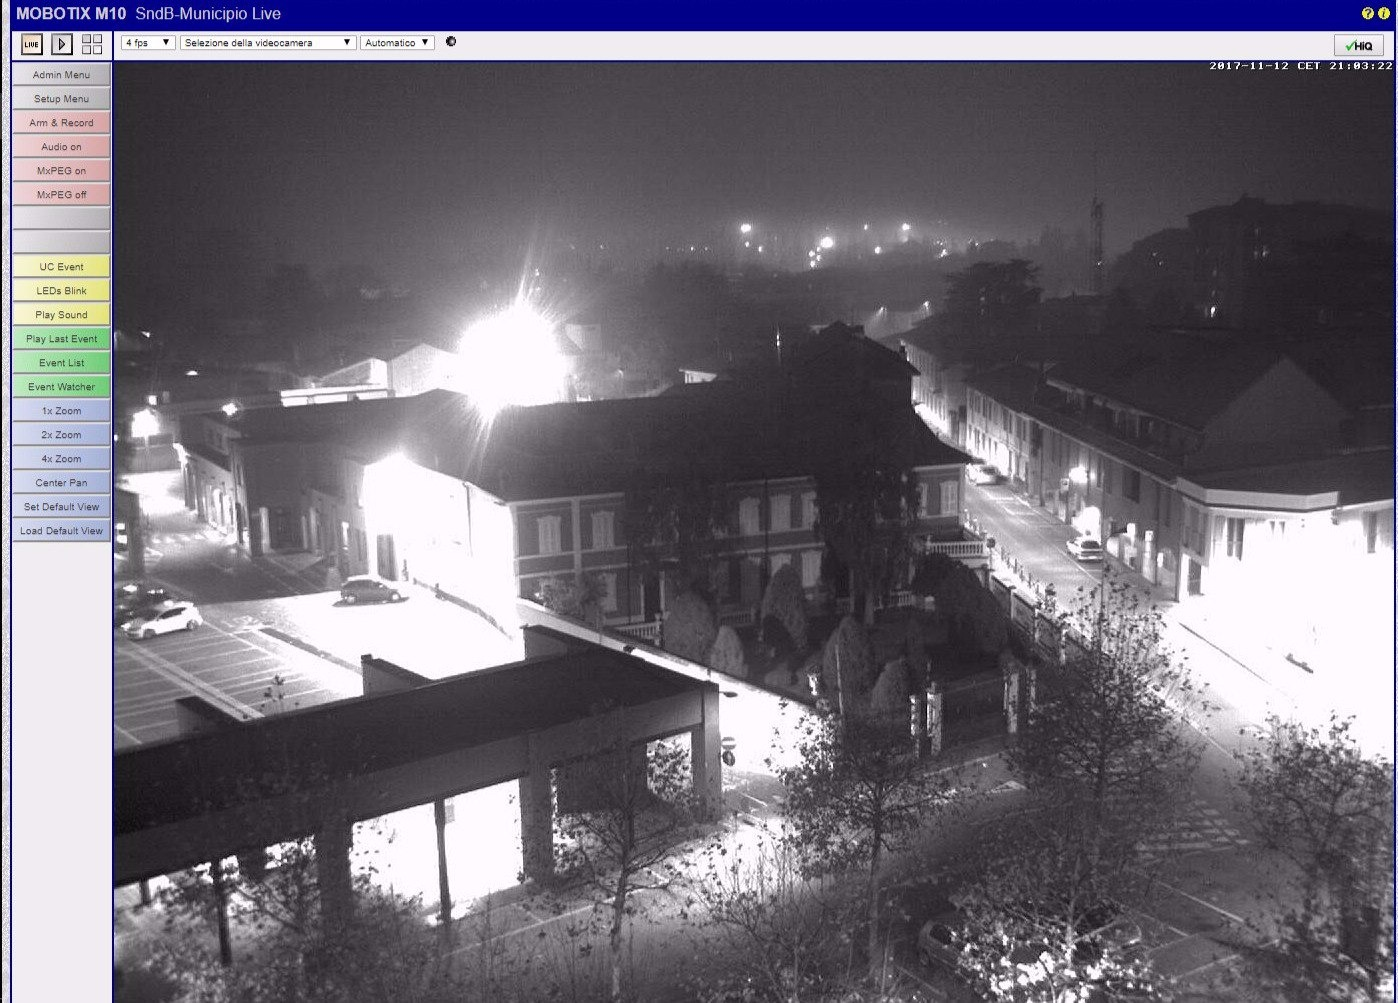 MOBOTIX M10 SndB-Municipio Live
? i
LIVE
4 fps
Selezione della videocamera
Automatico
HiQ
2017-11-12 CET 21:03:22
Admin Menu
Setup Menu
Arm & Record
Audio on
MxPEG on
MxPEG off
UC Event
LEDs Blink
Play Sound
Play Last Event
Event List
Event Watcher
1x Zoom
2x Zoom
4x Zoom
Center Pan
Set Default View
Load Default View